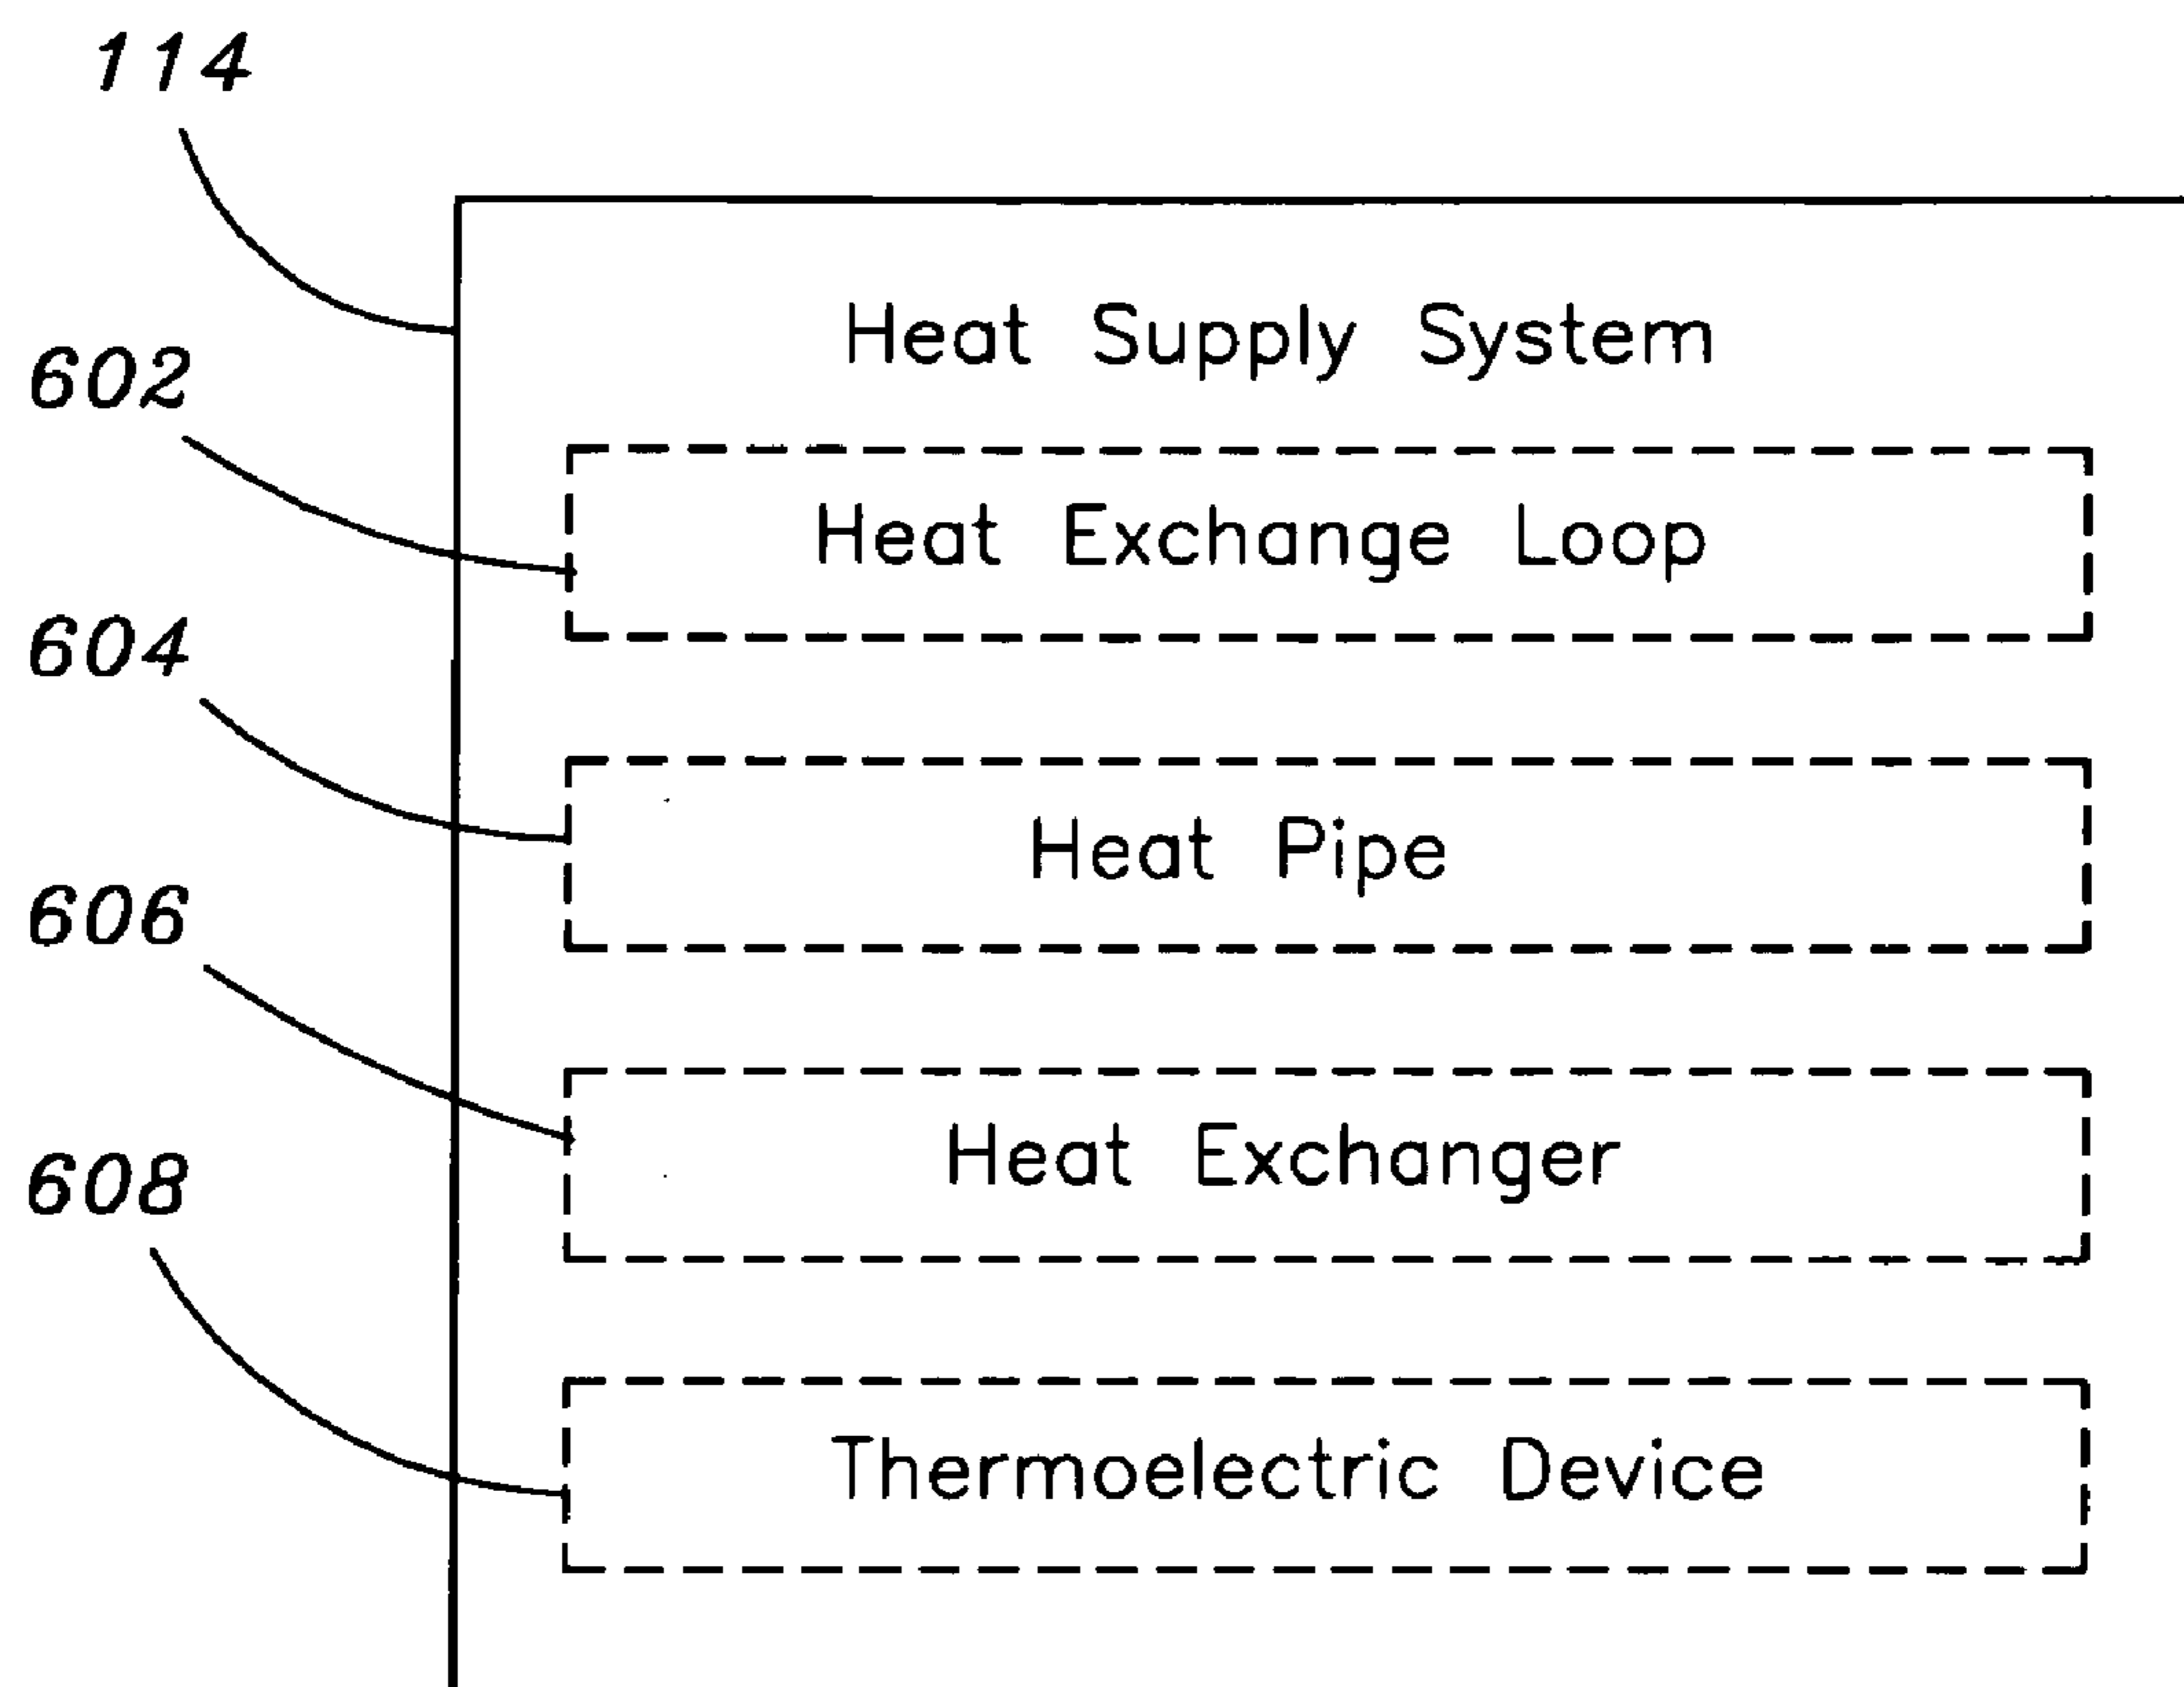 114
Heat Supply System
602
Heat Exchange Loop
604
Heat Pipe
606
Heat Exchanger
608
Thermoelectric Device